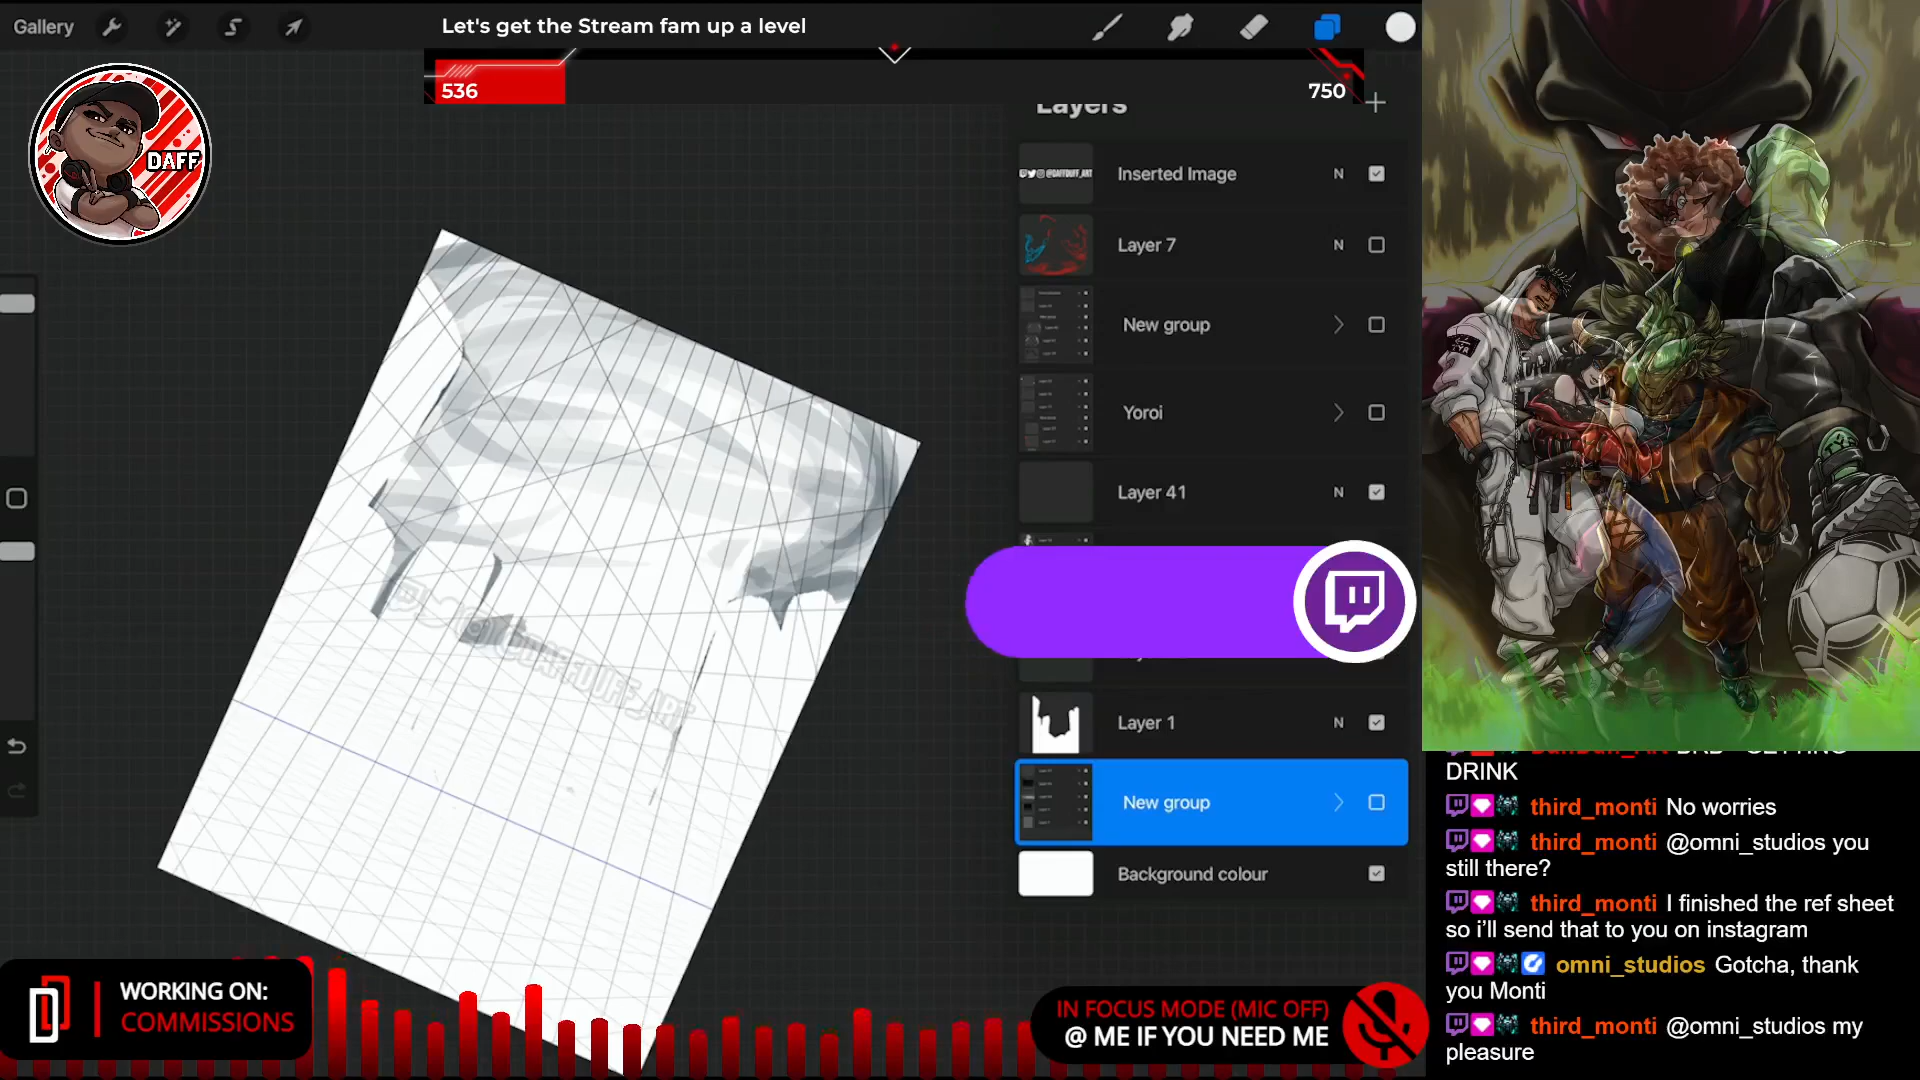 Gallery
Let's get the Stream fam up a level
536
750
DAFF
Layers
Inserted Image N
Layer 7 N
New group
Yoroi
Layer 41 N
Layer 1 N
New group
Background colour
@DAFFDUFF_ART
WORKING ON:
COMMISSIONS
IN FOCUS MODE (MIC OFF)
@ ME IF YOU NEED ME
DRINK
third_monti No worries
third_monti @omni_studios you
still there?
third_monti I finished the ref sheet
so i'll send that to you on instagram
omni_studios Gotcha, thank
you Monti
third_monti @omni_studios my
pleasure